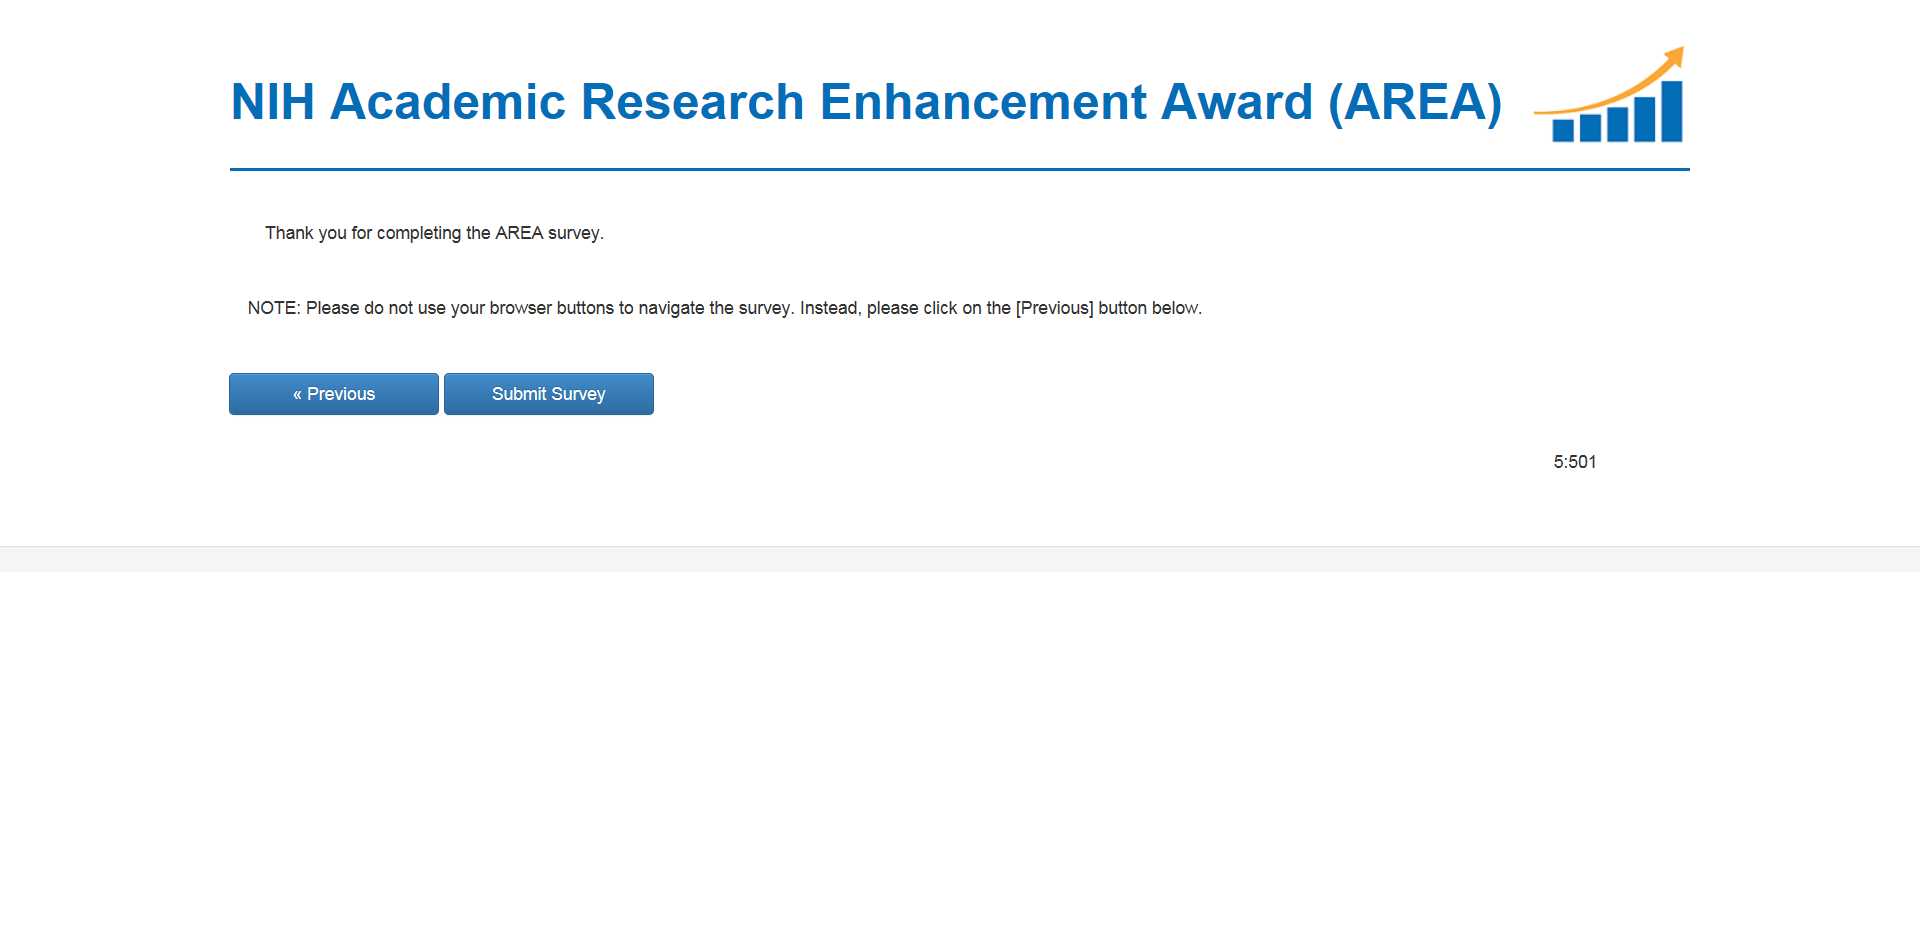 NIH Academic Research Enhancement Award (AREA)
Thank you for completing the AREA survey.
NOTE: Please do not use your browser buttons to navigate the survey. Instead, please click on the [Previous] button below.
« Previous
Submit Survey
5:501